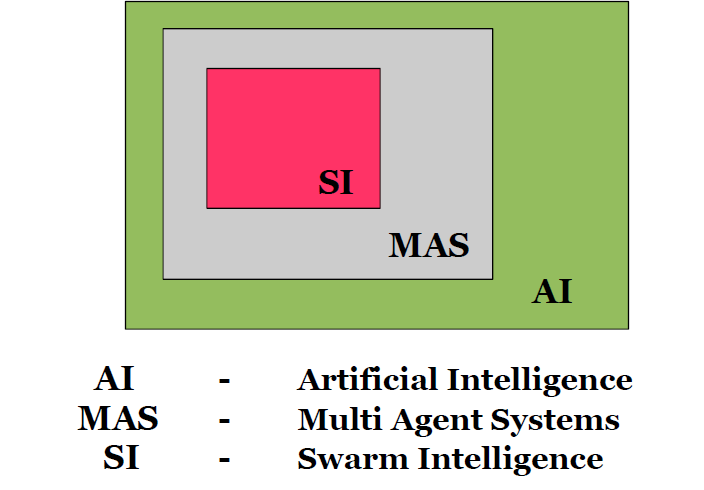 SI
MAS
AI
AI - Artificial Intelligence
MAS - Multi Agent Systems
SI - Swarm Intelligence